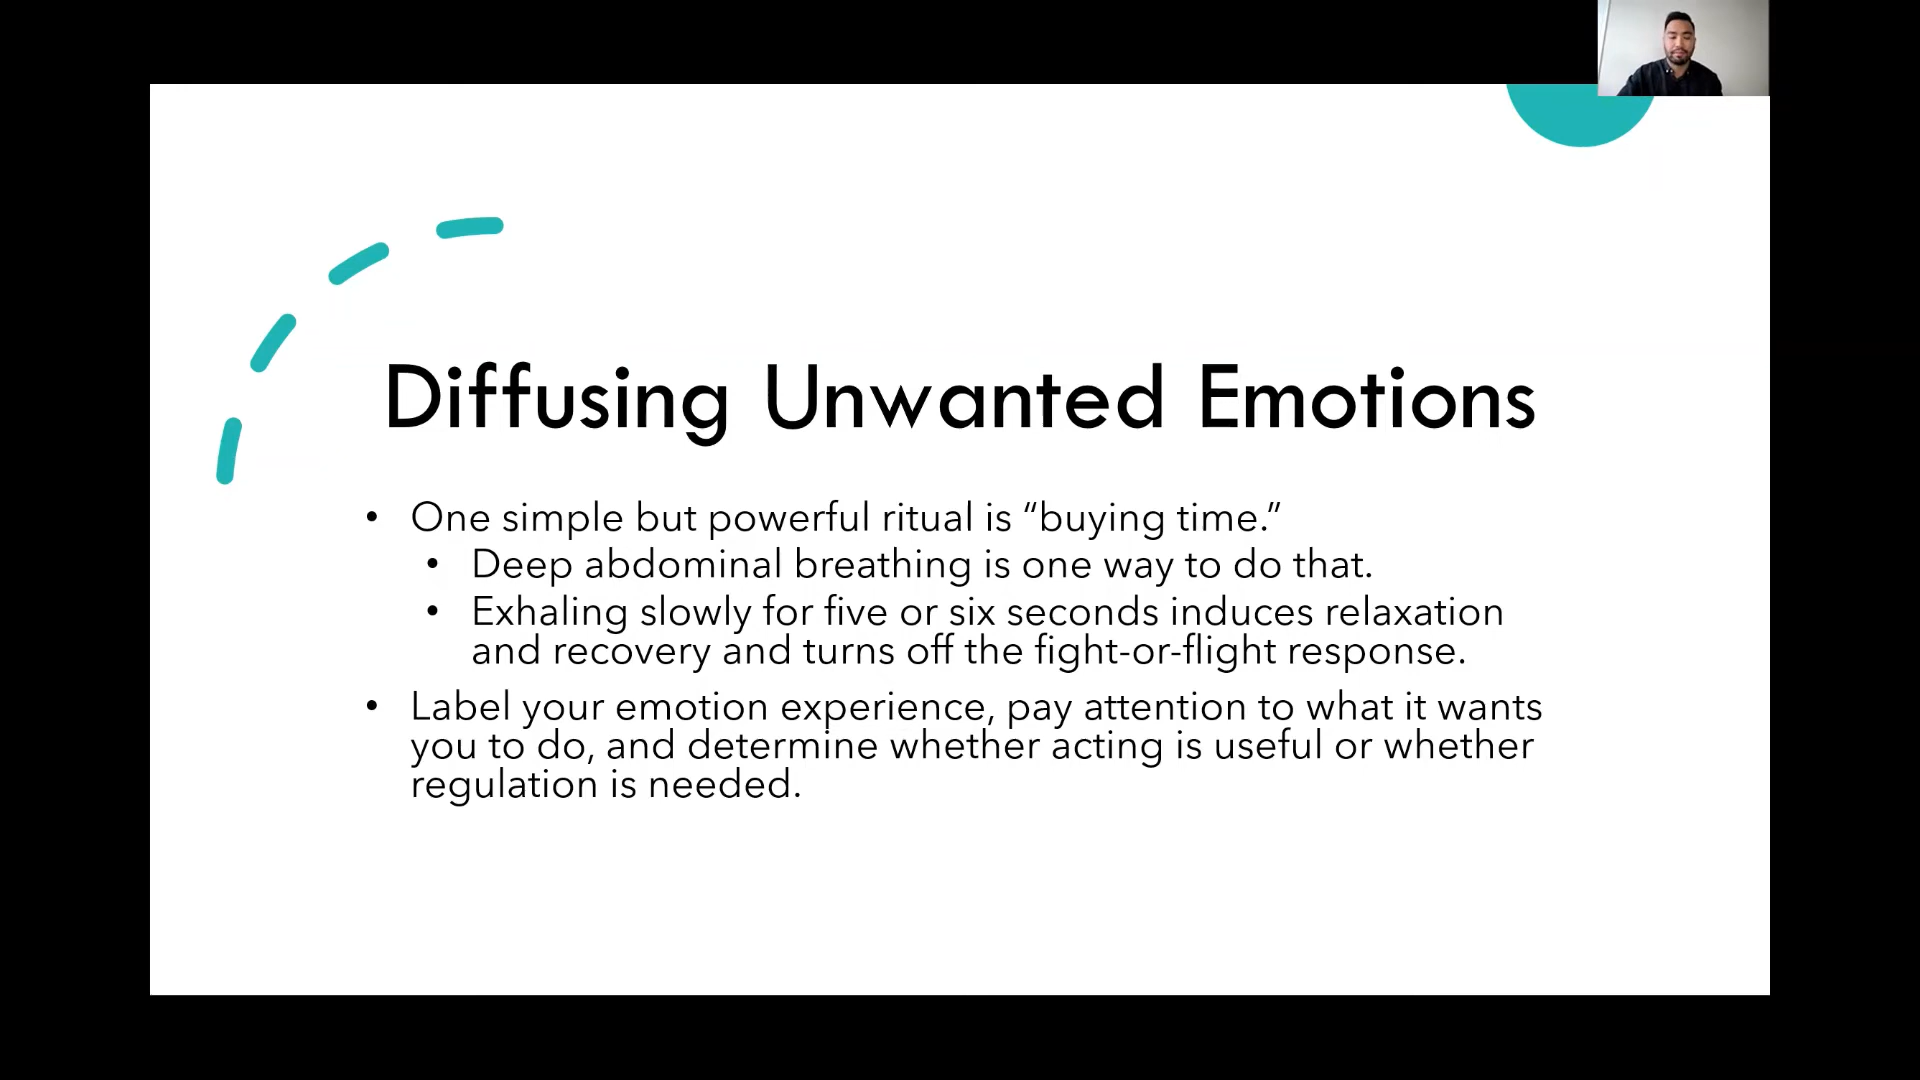 Diffusing Unwanted Emotions
• One simple but powerful ritual is “buying time.”
• Deep abdominal breathing is one way to do that.
• Exhaling slowly for five or six seconds induces relaxation
and recovery and turns off the fight-or-flight response.
• Label your emotion experience, pay attention to what it wants
you to do, and determine whether acting is useful or whether
regulation is needed.